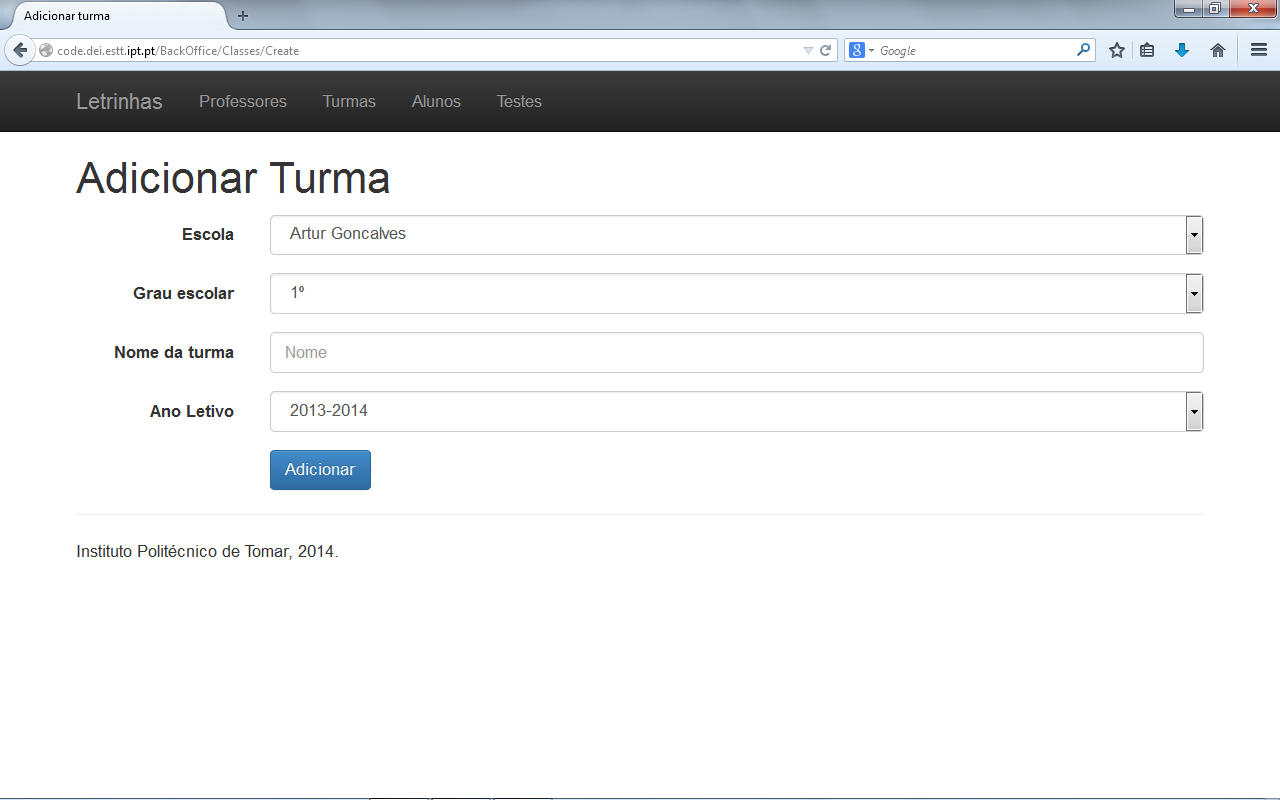 Adicionar turma
code.dei.estt.ipt.pt/BackOffice/Classes/Create
Google
Letrinhas Professores Turmas Alunos Testes
Adicionar Turma
Escola Artur Goncalves
Grau escolar 1º
Nome da turma Nome
Ano Letivo 2013-2014
Adicionar
Instituto Politécnico de Tomar, 2014.